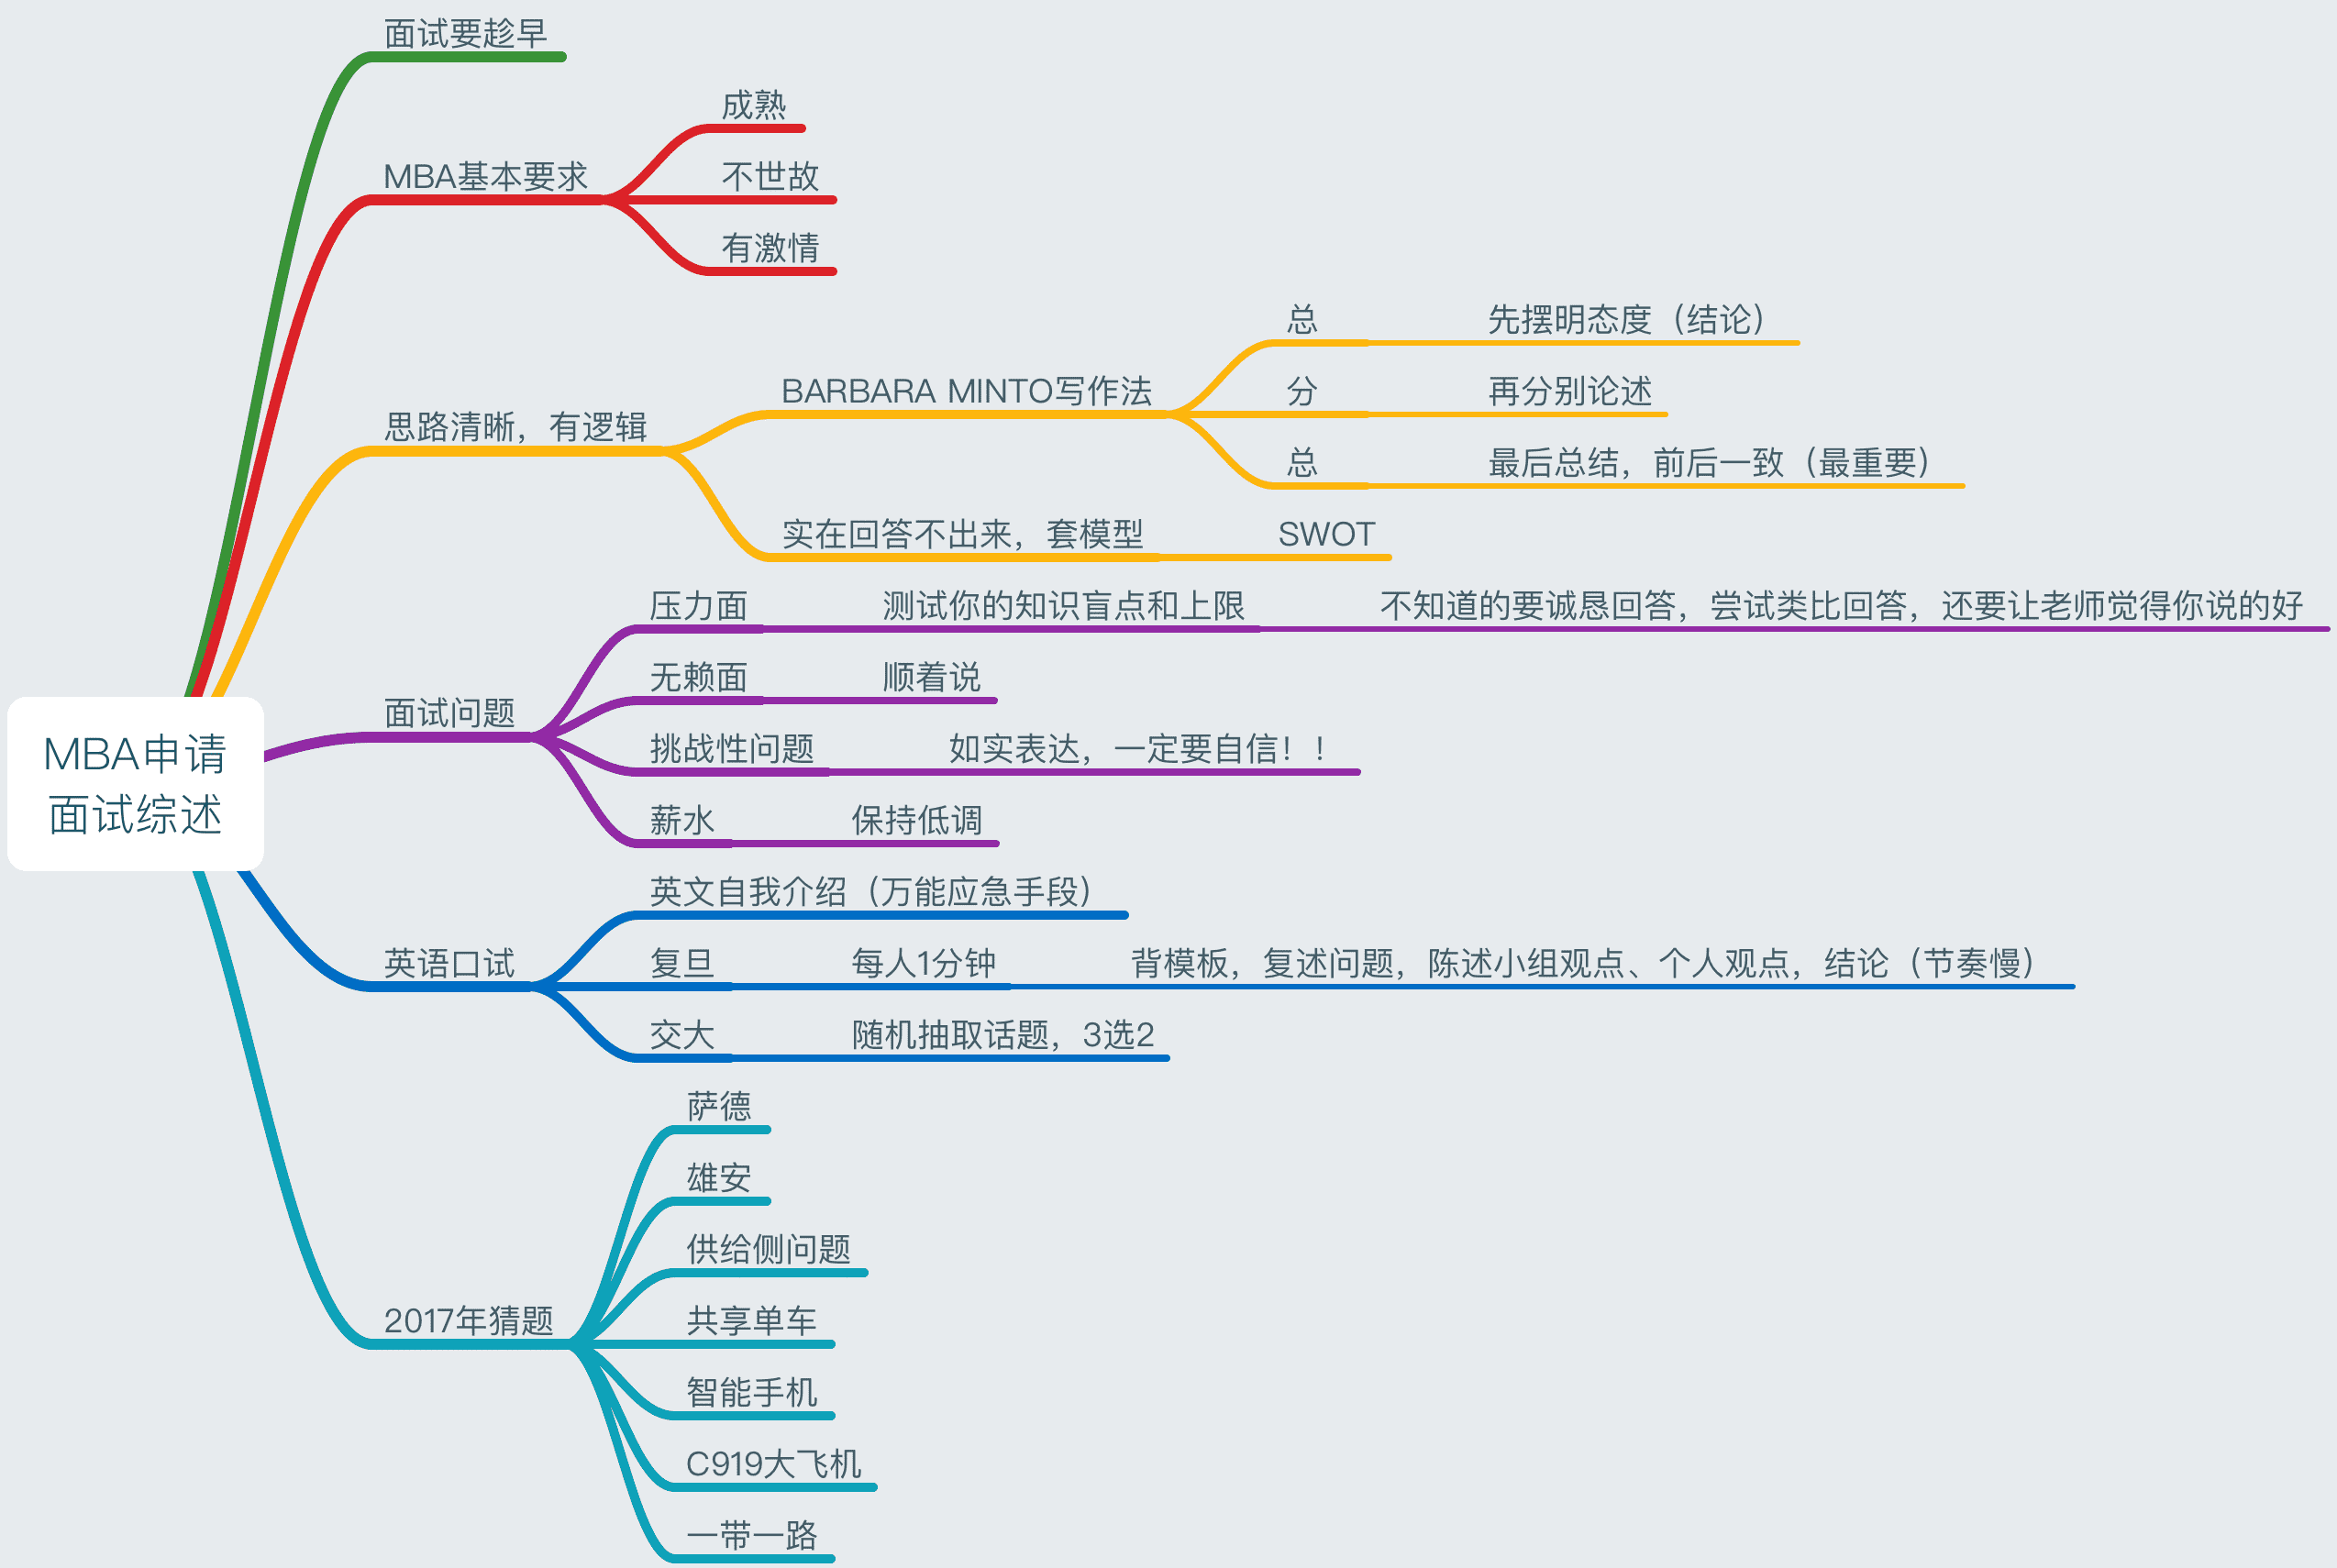 面试要趁早
成熟
MBA基本要求
不世故
有激情
总
先摆明态度（结论）
BARBARA MINTO写作法
分
再分别论述
思路清晰，有逻辑
总
最后总结，前后一致（最重要）
实在回答不出来，套模型
SWOT
压力面
测试你的知识盲点和上限
不知道的要诚恳回答，尝试类比回答，还要让老师觉得你说的好
无赖面
顺着说
面试问题
挑战性问题
如实表达，一定要自信！！
MBA申请
面试综述
薪水
保持低调
英文自我介绍（万能应急手段）
英语口试
复旦
每人1分钟
背模板，复述问题，陈述小组观点、个人观点，结论（节奏慢）
交大
随机抽取话题，3选2
萨德
雄安
供给侧问题
2017年猜题
共享单车
智能手机
C919大飞机
一带一路